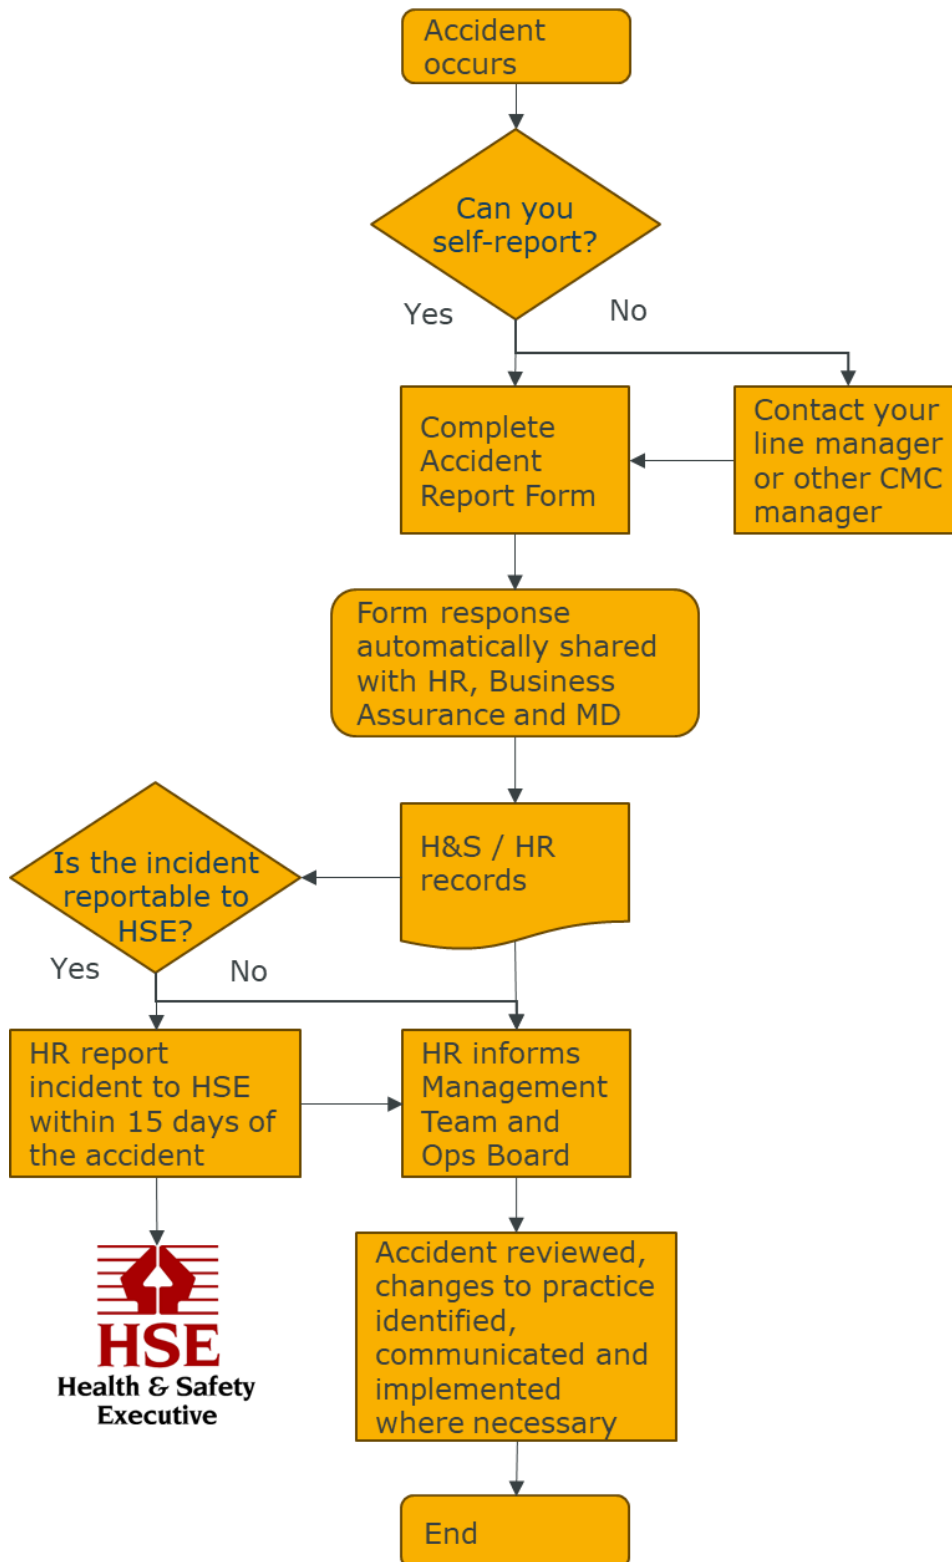 Accident
occurs
Can you
self-report?
Yes
No
Complete
Accident
Report Form
Contact your
line manager
or other CMC
manager
Form response
automatically shared
with HR, Business
Assurance and MD
H&S / HR
records
Is the incident
reportable to
HSE?
Yes
No
HR report
incident to HSE
within 15 days of
the accident
HR informs
Management
Team and
Ops Board
HSE
Health & Safety
Executive
Accident reviewed,
changes to practice
identified,
communicated and
implemented
where necessary
End